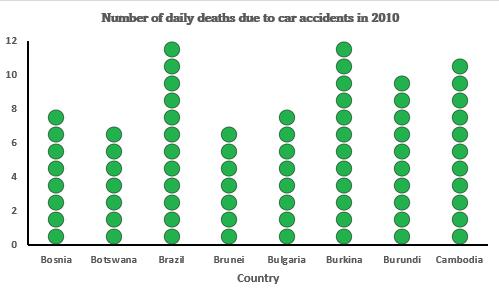 Number of daily deaths due to car accidents in 2010
12
10
8
6
4
2
0
Bosnia Botswana Brazil Brunei Bulgaria Burkina Burundi Cambodia
Country